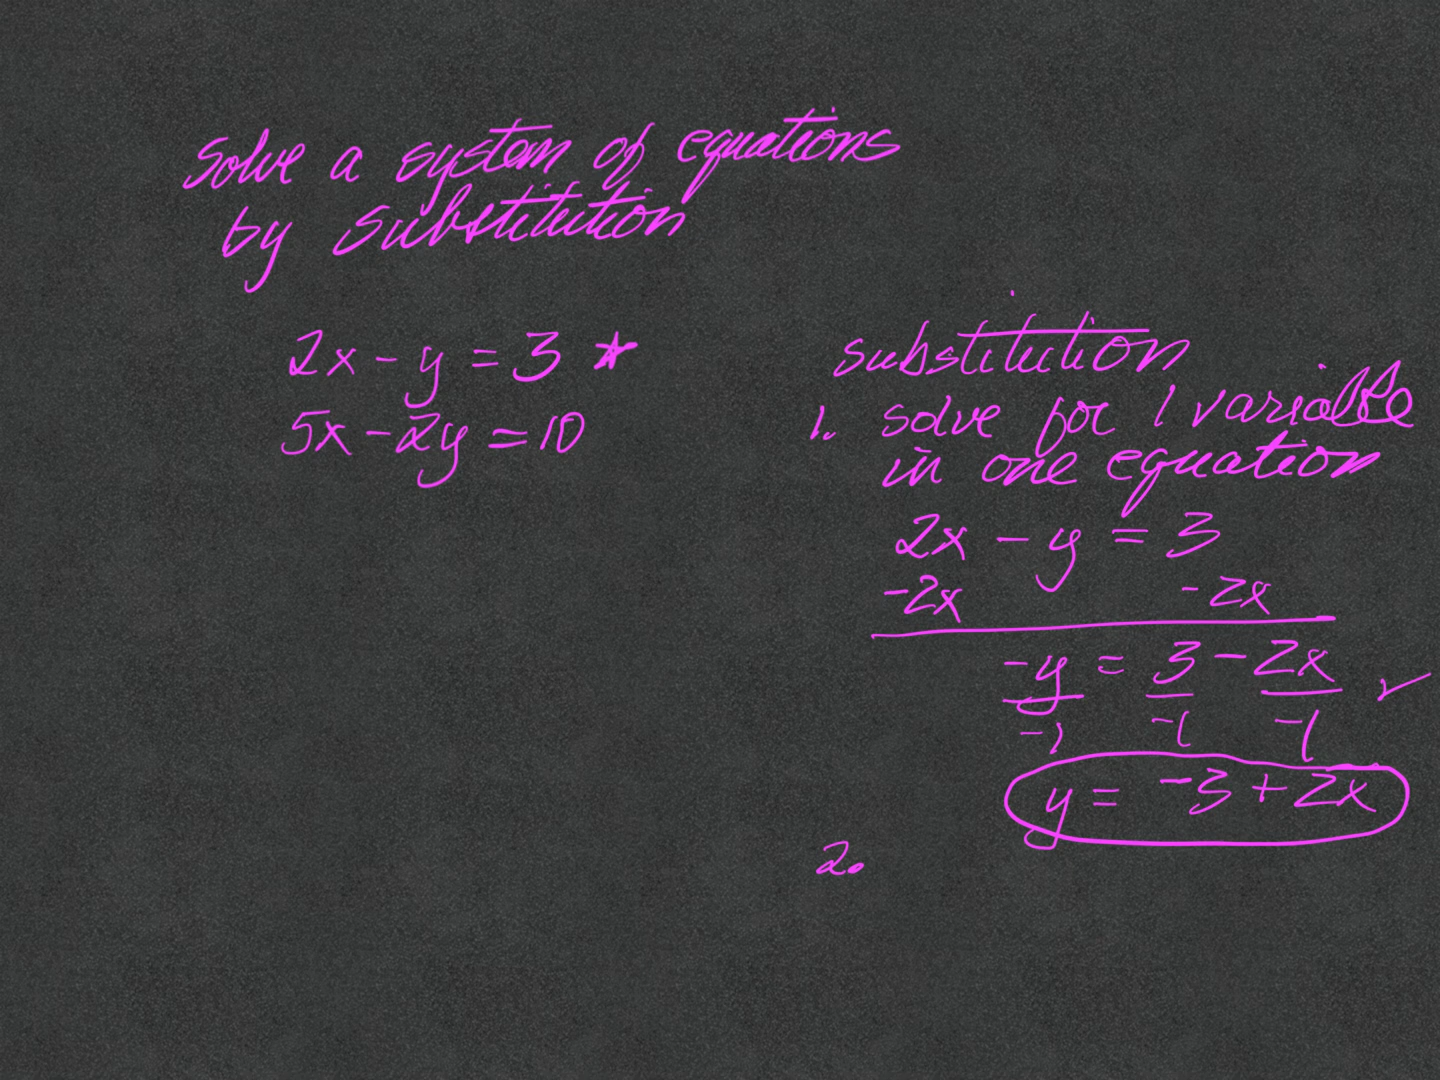 Solve a system of equations
by substitution
2x - y = 3 ★
5x - 2y = 10
substitution
1. solve for 1 variable
in one equation
2x - y = 3
-2x -2x
-y = 3 - 2x ✓
-1 -1 -1
y = -3 + 2x
2.